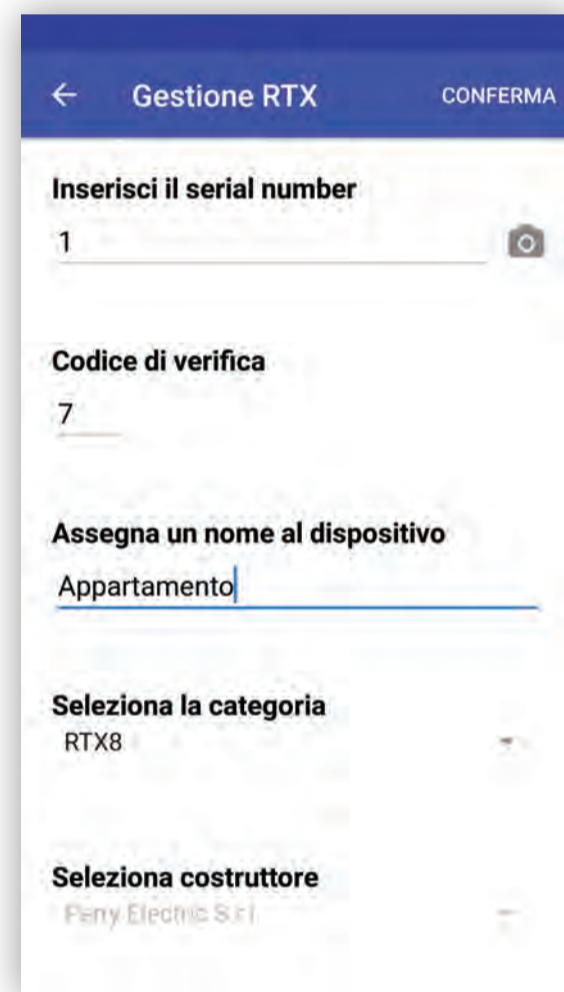 ← Gestione RTX CONFERMA
Inserisci il serial number
1
Codice di verifica
7
Assegna un nome al dispositivo
Appartamento
Seleziona la categoria
RTX8
Seleziona costruttore
Perry Electric S.r.l.